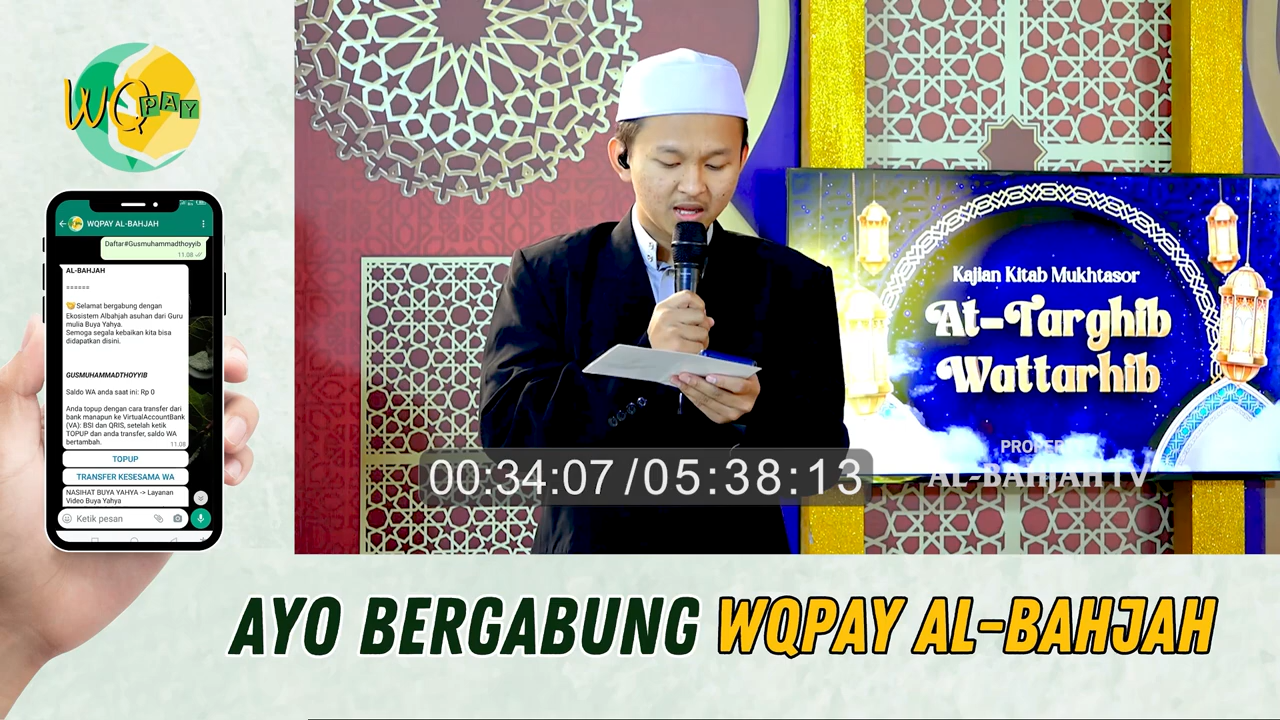 WQPAY
WQPAY AL-BAHJAH
Daftar#Gusmuhammadthoyyib
11.08
AL-BAHJAH
======
Selamat bergabung dengan
Ekosistem Albahjah asuhan dari Guru
mulia Buya Yahya.
Semoga segala kebaikan kita bisa
didapatkan disini.
GUSMUHAMMADTHOYYIB
Saldo WA anda saat ini: Rp 0
Anda topup dengan cara transfer dari
bank manapun ke VirtualAccountBank
(VA): BSI dan QRIS, setelah ketik
TOPUP dan anda transfer, saldo WA
bertambah.
11.08
TOPUP
TRANSFER KESESAMA WA
NASIHAT BUYA YAHYA -> Layanan
Video Buya Yahya
Ketik pesan
Kajian Kitab Mukhtasor
At-Targhib
Wattarhib
AL-BAHJAH TV
00:34:07/05:38:13
AYO BERGABUNG WQPAY AL-BAHJAH